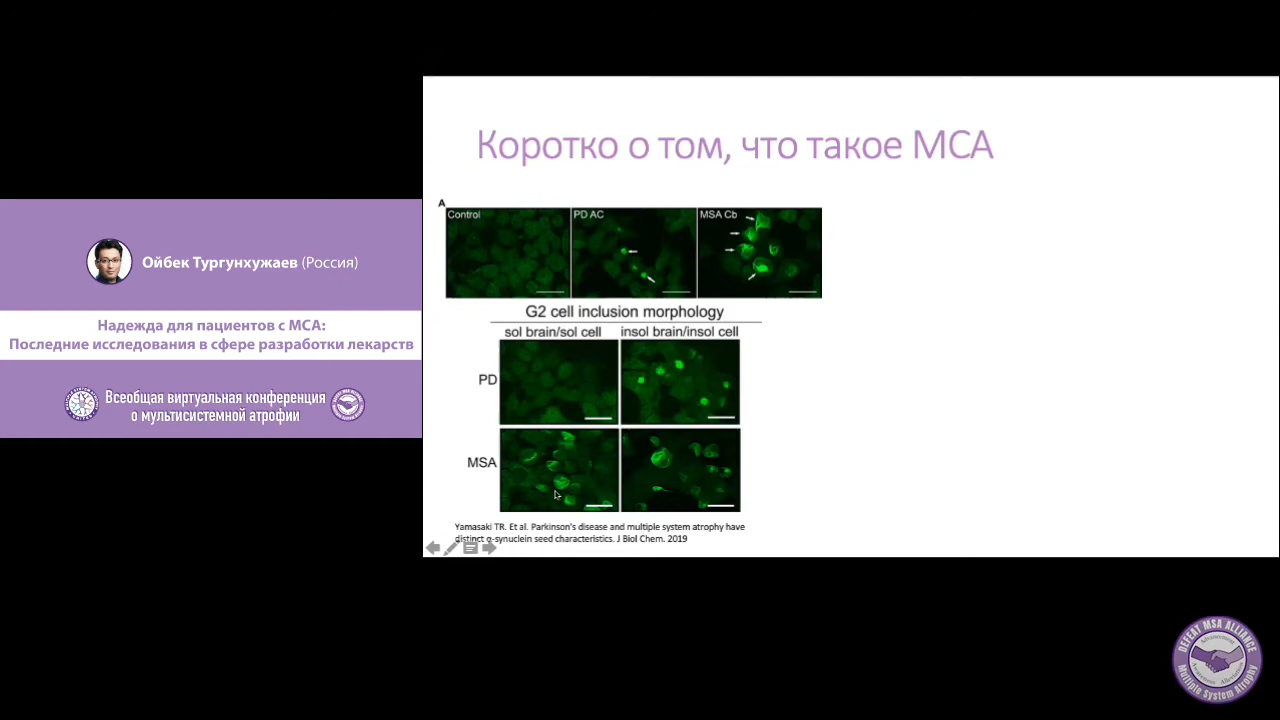 Коротко о том, что такое МСА
A
Control
PD AC
MSA Cb
G2 cell inclusion morphology
sol brain/sol cell
insol brain/insol cell
PD
MSA
Yamasaki TR. Et al. Parkinson's disease and multiple system atrophy have
distinct α-synuclein seed characteristics. J Biol Chem. 2019
Ойбек Тургунхужаев (Россия)
Надежда для пациентов с МСА:
Последние исследования в сфере разработки лекарств
Всеобщая виртуальная конференция
о мультисистемной атрофии
DEFEAT MSA ALLIANCE
Multiple System Atrophy